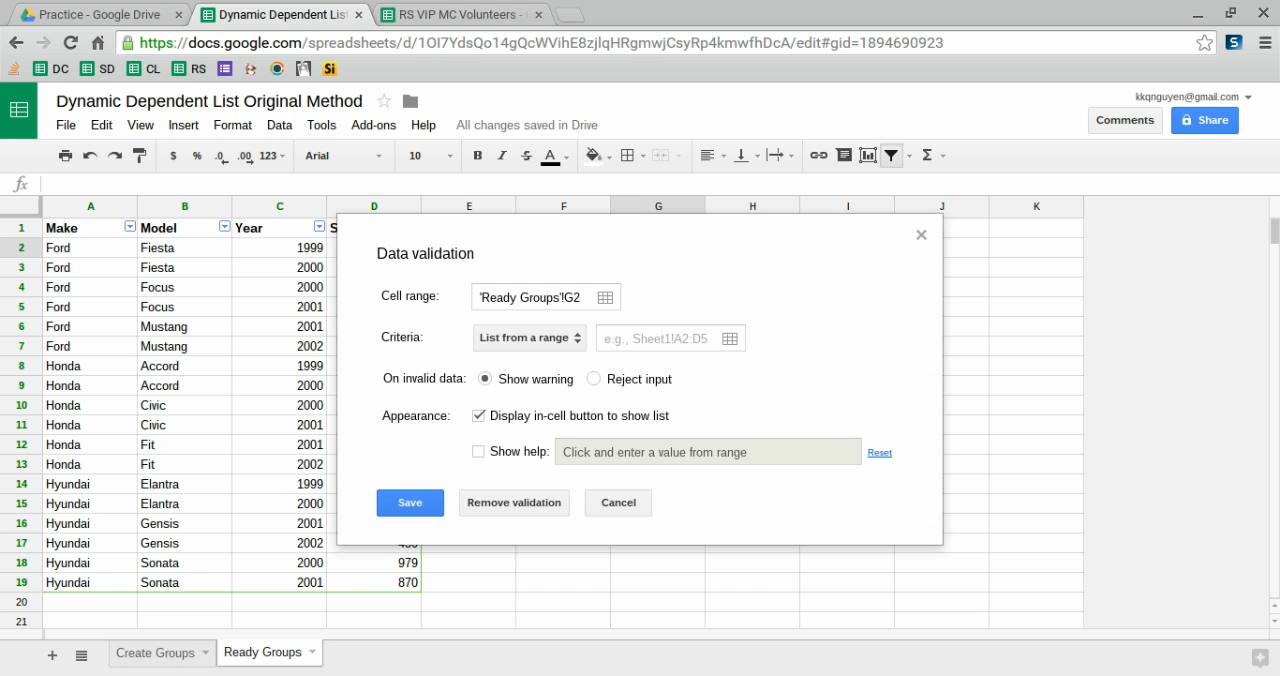 Practice - Google Drive × Dynamic Dependent Lis × RS VIP MC Volunteers - ×
https://docs.google.com/spreadsheets/d/1OI7YdsQo14gQcWVihE8zjlqHRgmwjCsyRp4kmwfhDcA/edit#gid=1894690923
DC SD CL RS Si
Dynamic Dependent List Original Method
kkqnguyen@gmail.com
File Edit View Insert Format Data Tools Add-ons Help All changes saved in Drive
Comments Share
$ % .0 .00 123 Arial 10 B I S A Σ
fx
A B C D E F G H I J K
1 Make Model Year S
2 Ford Fiesta 1999
3 Ford Fiesta 2000
4 Ford Focus 2000
5 Ford Focus 2001
6 Ford Mustang 2001
7 Ford Mustang 2002
8 Honda Accord 1999
9 Honda Accord 2000
10 Honda Civic 2000
11 Honda Civic 2001
12 Honda Fit 2001
13 Honda Fit 2002
14 Hyundai Elantra 1999
15 Hyundai Elantra 2000
16 Hyundai Gensis 2001
17 Hyundai Gensis 2002
18 Hyundai Sonata 2000 979
19 Hyundai Sonata 2001 870
20
21
Data validation
Cell range: 'Ready Groups'!G2
Criteria: List from a range e.g., Sheet1!A2:D5
On invalid data: Show warning Reject input
Appearance: Display in-cell button to show list
Show help: Click and enter a value from range Reset
Save Remove validation Cancel
+ Create Groups Ready Groups